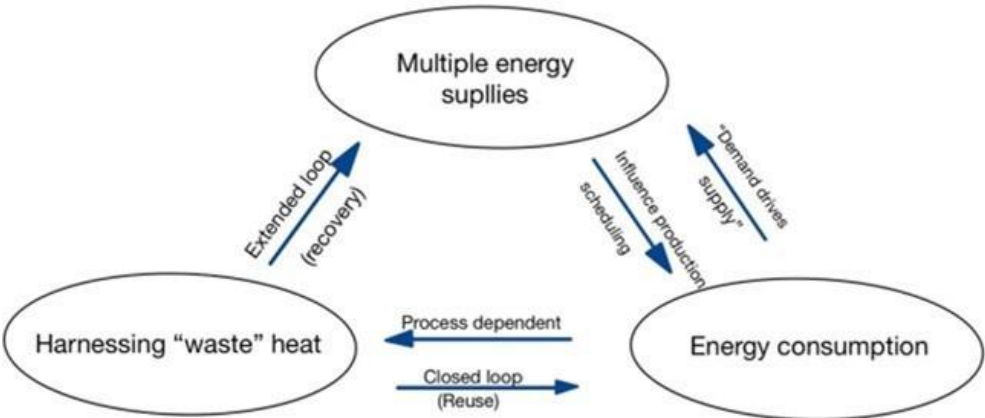 Multiple energy
supllies
Extended loop
(recovery)
Influence production
scheduling
"Demand drives
supply"
Harnessing “waste” heat
Process dependent
Closed loop
(Reuse)
Energy consumption